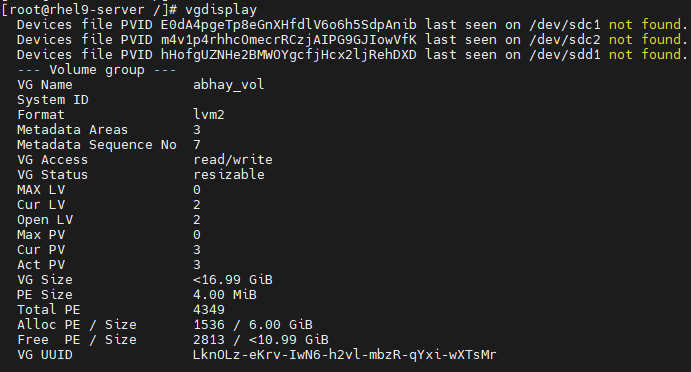 [root@rhel9-server /]# vgdisplay
  Devices file PVID E0dA4pgeTp8eGnXHfdlV6o6h5SdpAnib last seen on /dev/sdc1 not found.
  Devices file PVID m4v1p4rhhcOmecrRCzjAIPG9GJIowVfK last seen on /dev/sdc2 not found.
  Devices file PVID hHofgUZNHe2BMWOYgcfjHcx2ljRehDXD last seen on /dev/sdd1 not found.
  --- Volume group ---
  VG Name               abhay_vol
  System ID
  Format                lvm2
  Metadata Areas        3
  Metadata Sequence No  7
  VG Access             read/write
  VG Status             resizable
  MAX LV                0
  Cur LV                2
  Open LV               2
  Max PV                0
  Cur PV                3
  Act PV                3
  VG Size               <16.99 GiB
  PE Size               4.00 MiB
  Total PE              4349
  Alloc PE / Size       1536 / 6.00 GiB
  Free  PE / Size       2813 / <10.99 GiB
  VG UUID               LknOLz-eKrv-IwN6-h2vl-mbzR-qYxi-wXTsMr